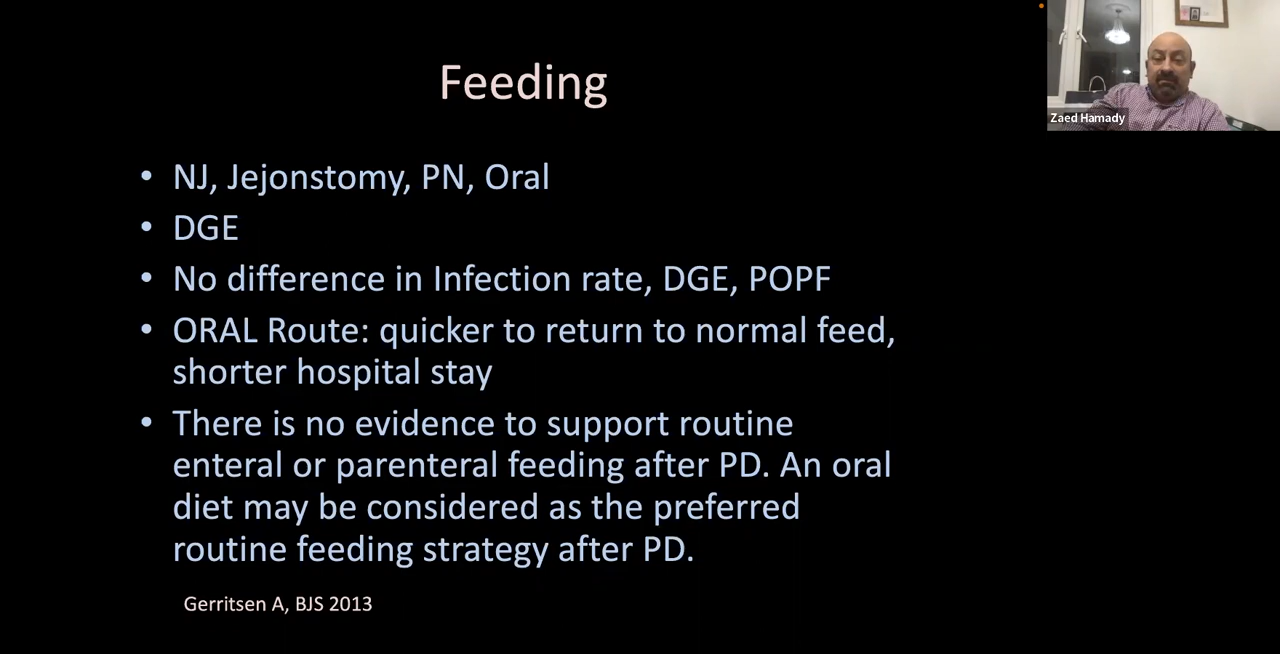 Feeding
Zaed Hamady
• NJ, Jejonstomy, PN, Oral
• DGE
• No difference in Infection rate, DGE, POPF
• ORAL Route: quicker to return to normal feed,
shorter hospital stay
• There is no evidence to support routine
enteral or parenteral feeding after PD. An oral
diet may be considered as the preferred
routine feeding strategy after PD.
Gerritsen A, BJS 2013